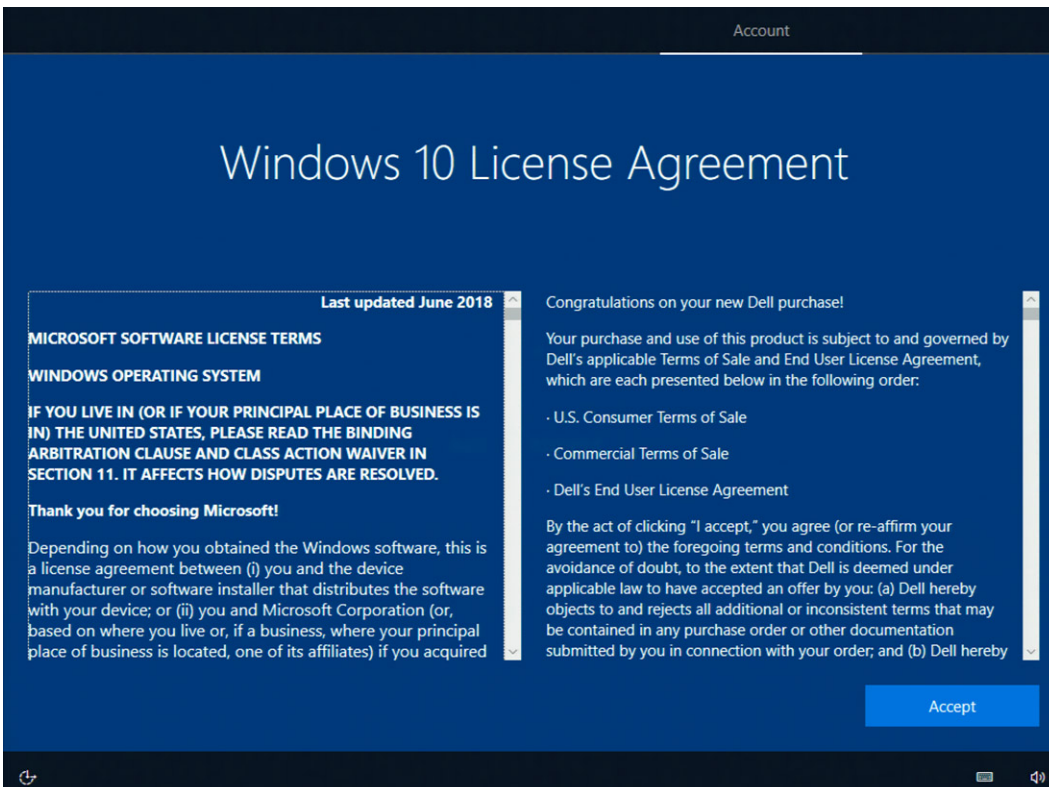 Account
Windows 10 License Agreement
Last updated June 2018
MICROSOFT SOFTWARE LICENSE TERMS
WINDOWS OPERATING SYSTEM
IF YOU LIVE IN (OR IF YOUR PRINCIPAL PLACE OF BUSINESS IS
IN) THE UNITED STATES, PLEASE READ THE BINDING
ARBITRATION CLAUSE AND CLASS ACTION WAIVER IN
SECTION 11. IT AFFECTS HOW DISPUTES ARE RESOLVED.
Thank you for choosing Microsoft!
Depending on how you obtained the Windows software, this is
a license agreement between (i) you and the device
manufacturer or software installer that distributes the software
with your device; or (ii) you and Microsoft Corporation (or,
based on where you live or, if a business, where your principal
place of business is located, one of its affiliates) if you acquired
Congratulations on your new Dell purchase!
Your purchase and use of this product is subject to and governed by
Dell's applicable Terms of Sale and End User License Agreement,
which are each presented below in the following order:
· U.S. Consumer Terms of Sale
· Commercial Terms of Sale
· Dell's End User License Agreement
By the act of clicking “I accept,” you agree (or re-affirm your
agreement to) the foregoing terms and conditions. For the
avoidance of doubt, to the extent that Dell is deemed under
applicable law to have accepted an offer by you: (a) Dell hereby
objects to and rejects all additional or inconsistent terms that may
be contained in any purchase order or other documentation
submitted by you in connection with your order; and (b) Dell hereby
Accept